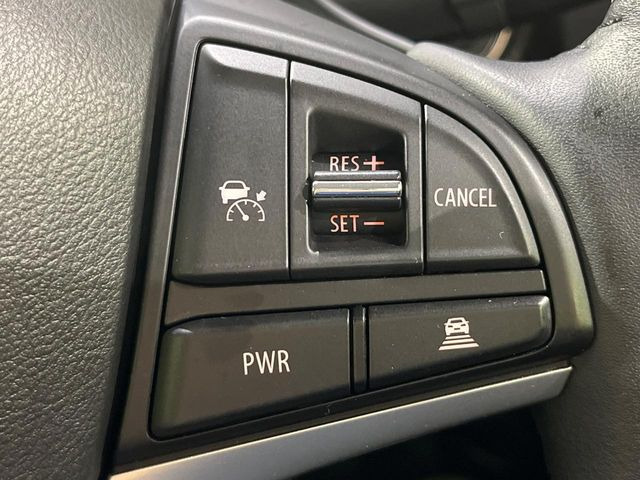 RES +
SET -
CANCEL
PWR